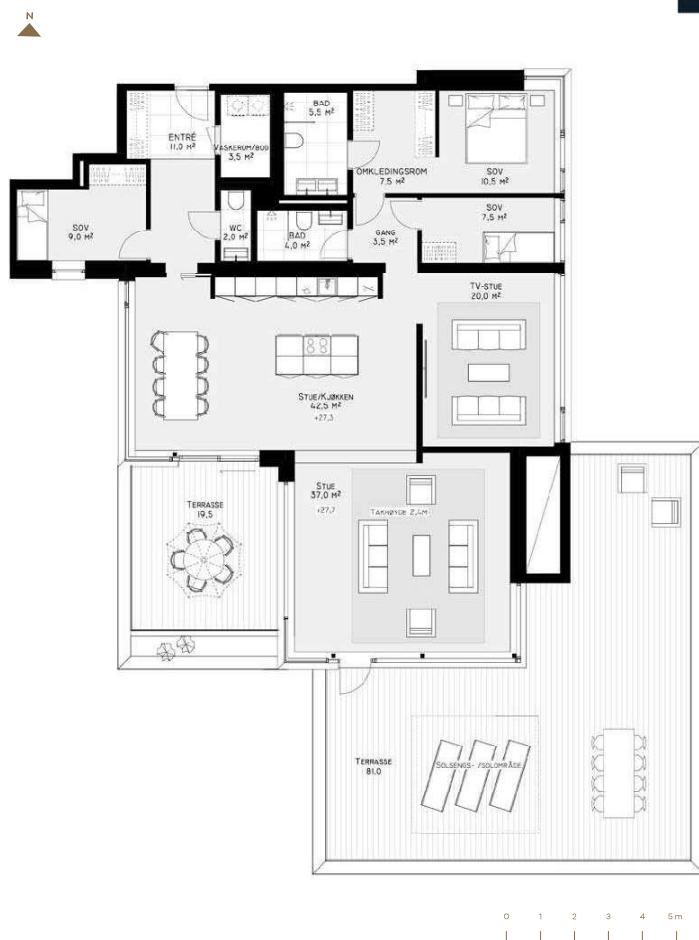 N
BAD
5,5 M²
ENTRÉ
11,0 M²
VASKEROM/BOD
3,5 M²
OMKLEDINGSROM
7,5 M²
SOV
10,5 M²
SOV
7,5 M²
SOV
9,0 M²
WC
2,0 M²
BAD
4,0 M²
GANG
3,5 M²
TV-STUE
20,0 M²
STUE/KJØKKEN
42,5 M²
+27,3
STUE
37,0 M²
+27,7
TAKHØYDE 2,4M
TERRASSE
19,5
TERRASSE
81,0
SOLSENGS- /SOLOMRÅDE
0 1 2 3 4 5 m